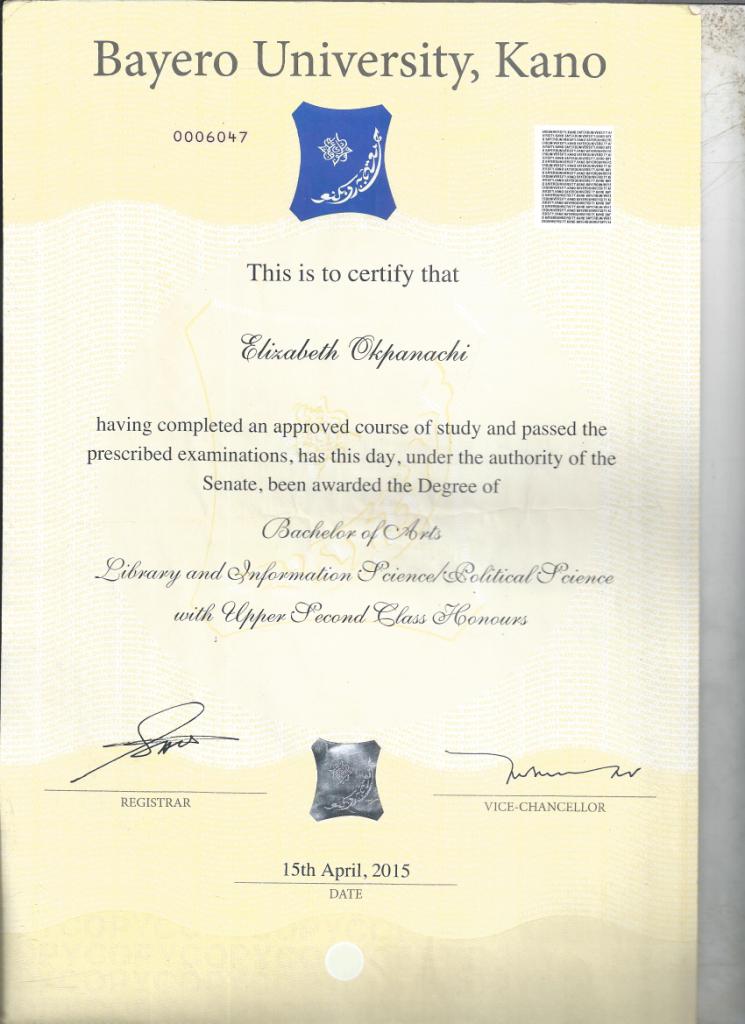 Bayero University, Kano
0006047
This is to certify that
Elizabeth Okpanachi
having completed an approved course of study and passed the
prescribed examinations, has this day, under the authority of the
Senate, been awarded the Degree of
Bachelor of Arts
Library and Information Science/Political Science
with Upper Second Class Honours
REGISTRAR
VICE-CHANCELLOR
15th April, 2015
DATE